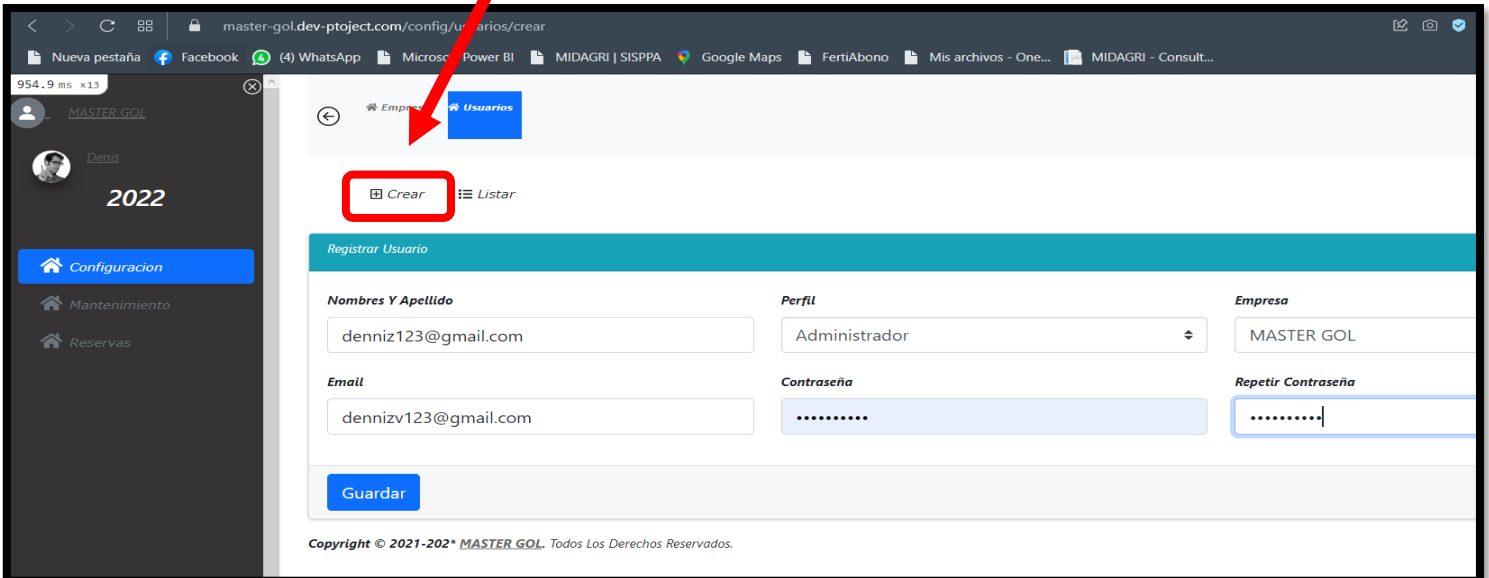 master-gol.dev-ptoject.com/config/usuarios/crear
Nueva pestaña Facebook (4) WhatsApp Microsoft Power BI MIDAGRI | SISPPA Google Maps FertiAbono Mis archivos - One... MIDAGRI - Consult...
954.9 ms ×13
MASTER GOL
Denis
2022
Configuracion
Mantenimiento
Reservas
Usuarios
Crear Listar
Registrar Usuario
Nombres Y Apellido Perfil Empresa
denniz123@gmail.com Administrador MASTER GOL
Email Contraseña Repetir Contraseña
dennizv123@gmail.com •••••••••• ••••••••••
Guardar
Copyright © 2021-202* MASTER GOL. Todos Los Derechos Reservados.